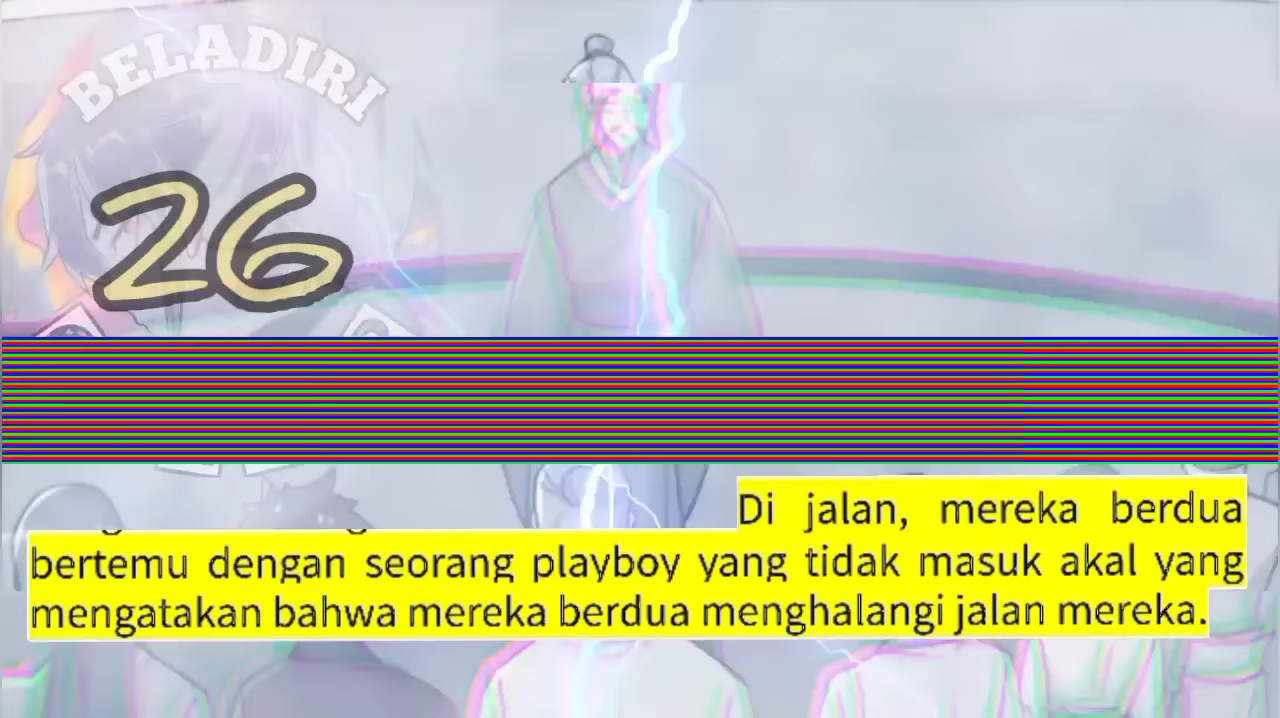 BELADIRI
26
Di jalan, mereka berdua
bertemu dengan seorang playboy yang tidak masuk akal yang
mengatakan bahwa mereka berdua menghalangi jalan mereka.